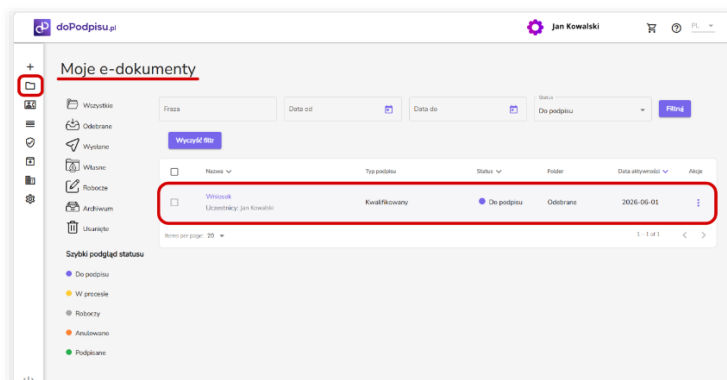 doPodpisu.pl
Jan Kowalski
PL
Moje e-dokumenty
Wszystkie
Odebrane
Wysłane
Własne
Robocze
Archiwum
Usunięte
Szybki podgląd statusu
Do podpisu
W procesie
Roboczy
Anulowane
Podpisane
Fraza
Data od
Data do
Status
Do podpisu
Filtruj
Wyczyść filtr
Nazwa Typ podpisu Status Folder Data aktywności Akcje
Wniosek
Uczestnicy: Jan Kowalski
Kwalifikowany Do podpisu Odebrane 2026-06-01
Items per page: 20 1 - 1 of 1